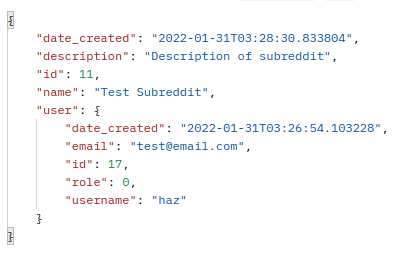 {
    "date_created": "2022-01-31T03:28:30.833804",
    "description": "Description of subreddit",
    "id": 11,
    "name": "Test Subreddit",
    "user": {
        "date_created": "2022-01-31T03:26:54.103228",
        "email": "test@email.com",
        "id": 17,
        "role": 0,
        "username": "haz"
    }
}